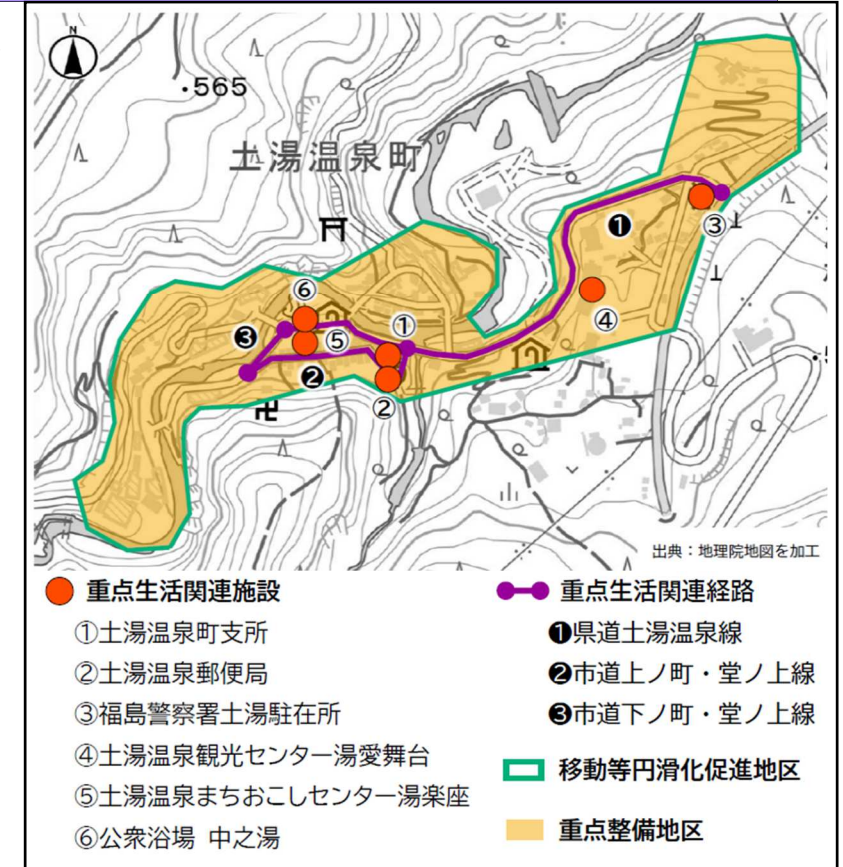 N
・565
土湯温泉町
❶
③
④
⑥
❸
⑤
①
❷
②
出典：地理院地図を加工
重点生活関連施設
①土湯温泉町支所
②土湯温泉郵便局
③福島警察署土湯駐在所
④土湯温泉観光センター湯愛舞台
⑤土湯温泉まちおこしセンター湯楽座
⑥公衆浴場 中之湯
重点生活関連経路
❶県道土湯温泉線
❷市道上ノ町・堂ノ上線
❸市道下ノ町・堂ノ上線
移動等円滑化促進地区
重点整備地区